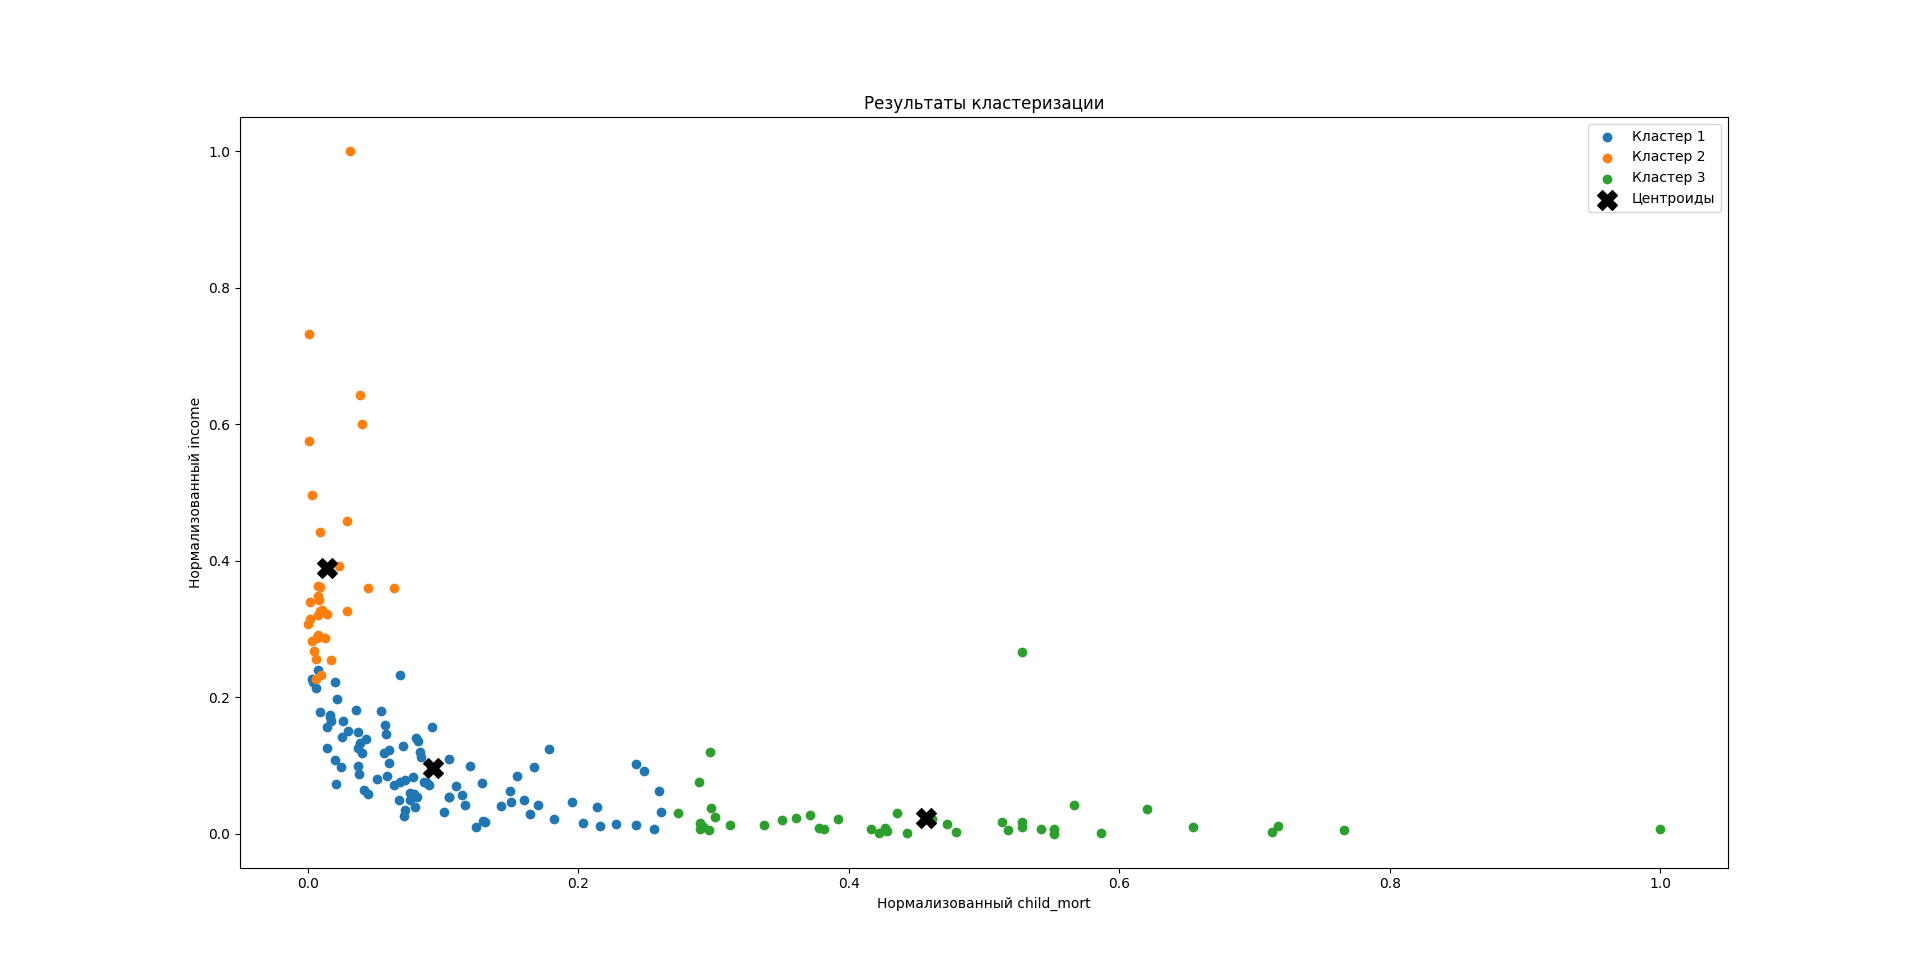 Результаты кластеризации
Кластер 1
Кластер 2
Кластер 3
Центроиды
Нормализованный income
1.0
0.8
0.6
0.4
0.2
0.0
0.0 0.2 0.4 0.6 0.8 1.0
Нормализованный child_mort